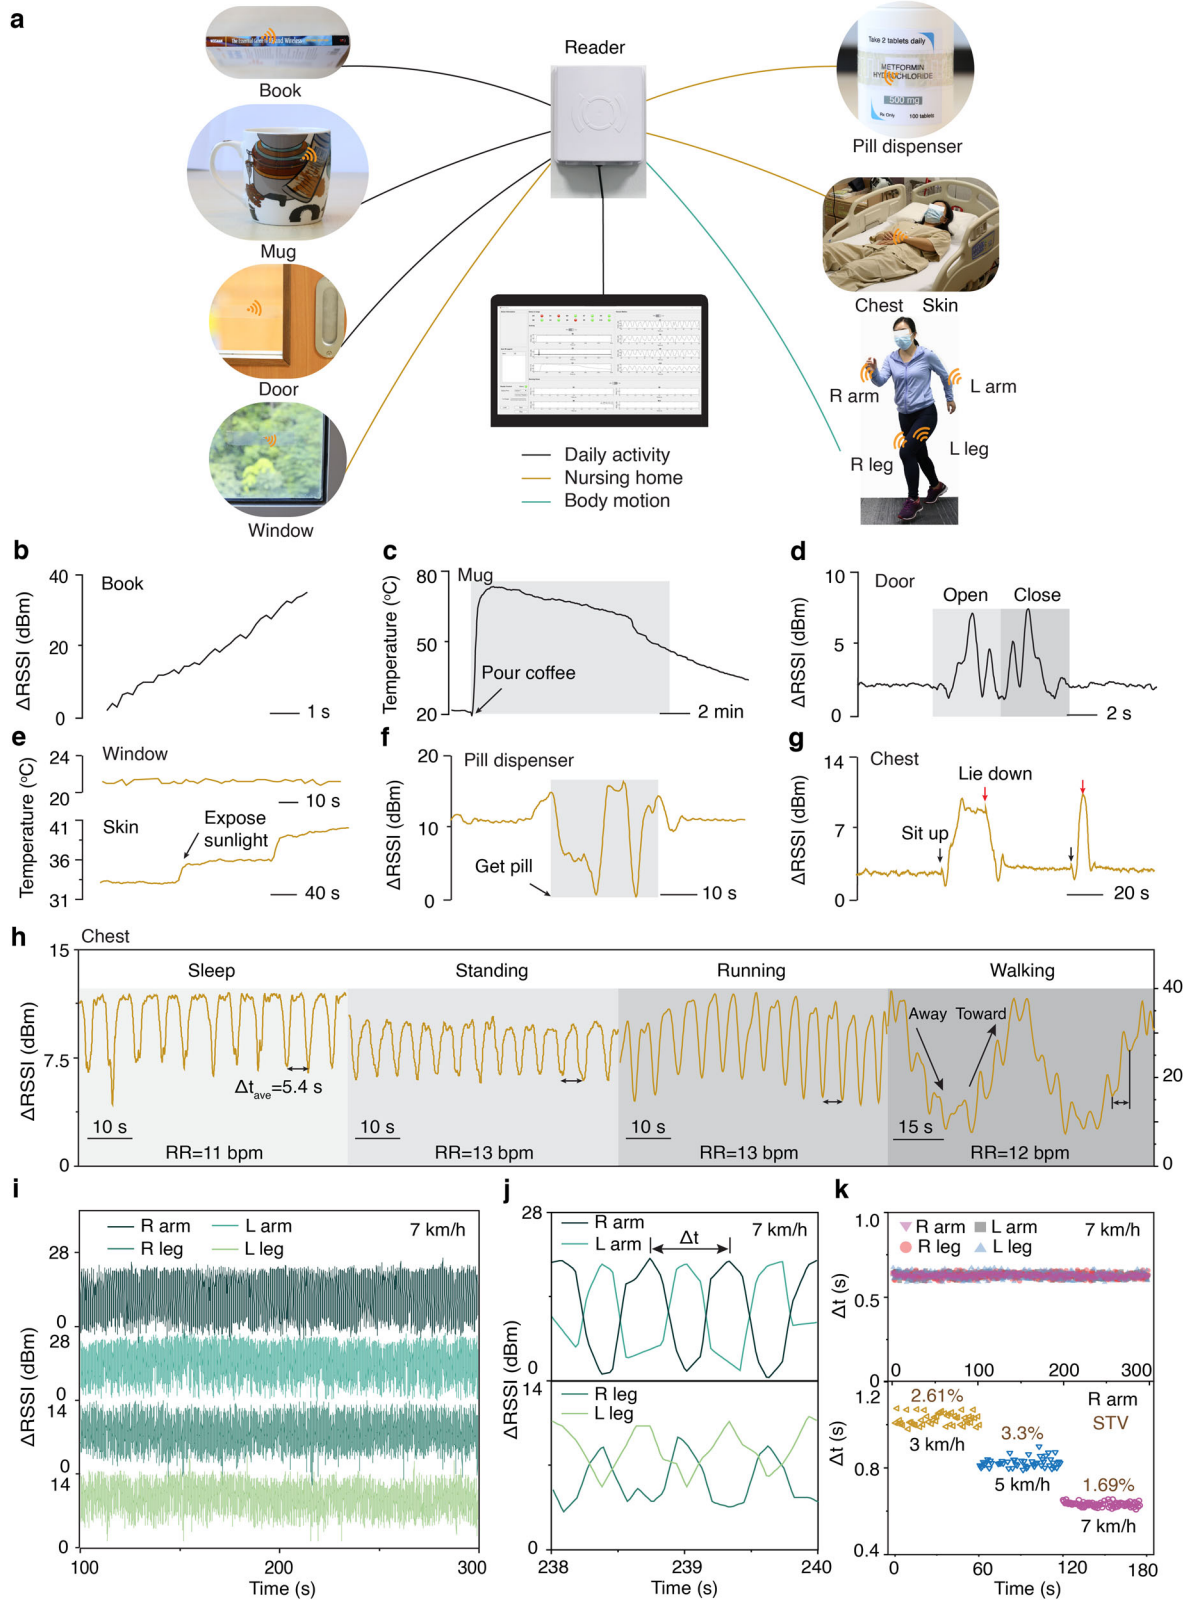 a
Reader
Book
Take 2 tablets daily
METFORMIN
HYDROCHLORIDE
500 mg
Rx Only 100 tablets
Pill dispenser
Mug
Chest Skin
Door
R arm
L arm
R leg
L leg
Window
Daily activity
Nursing home
Body motion
b
Book
ΔRSSI (dBm)
40
20
0
1 s
c
Mug
Temperature (°C)
80
50
20
Pour coffee
2 min
d
Door
ΔRSSI (dBm)
10
5
0
Open Close
2 s
e
Window
Temperature (°C)
24
22
20
10 s
Skin
41
36
31
Expose
sunlight
40 s
f
Pill dispenser
ΔRSSI (dBm)
20
10
0
Get pill
10 s
g
Chest
ΔRSSI (dBm)
14
7
0
Lie down
Sit up
20 s
h
Chest
ΔRSSI (dBm)
15
7.5
0
Sleep Standing Running Walking
Away Toward
Δtave=5.4 s
10 s 10 s 10 s 15 s
RR=11 bpm RR=13 bpm RR=13 bpm RR=12 bpm
40
20
0
i
R arm L arm 7 km/h
R leg L leg
ΔRSSI (dBm)
28
0
28
0
14
0
14
0
100 200 300
Time (s)
j
28
R arm 7 km/h
L arm
Δt
0
14
R leg
L leg
0
ΔRSSI (dBm)
238 239 240
Time (s)
k
1.0
R arm L arm 7 km/h
R leg L leg
Δt (s)
0.5
0
0 100 200 300
1.2
2.61% R arm
STV
3 km/h
3.3%
Δt (s)
0.8
5 km/h
1.69%
7 km/h
0.4
0 60 120 180
Time (s)